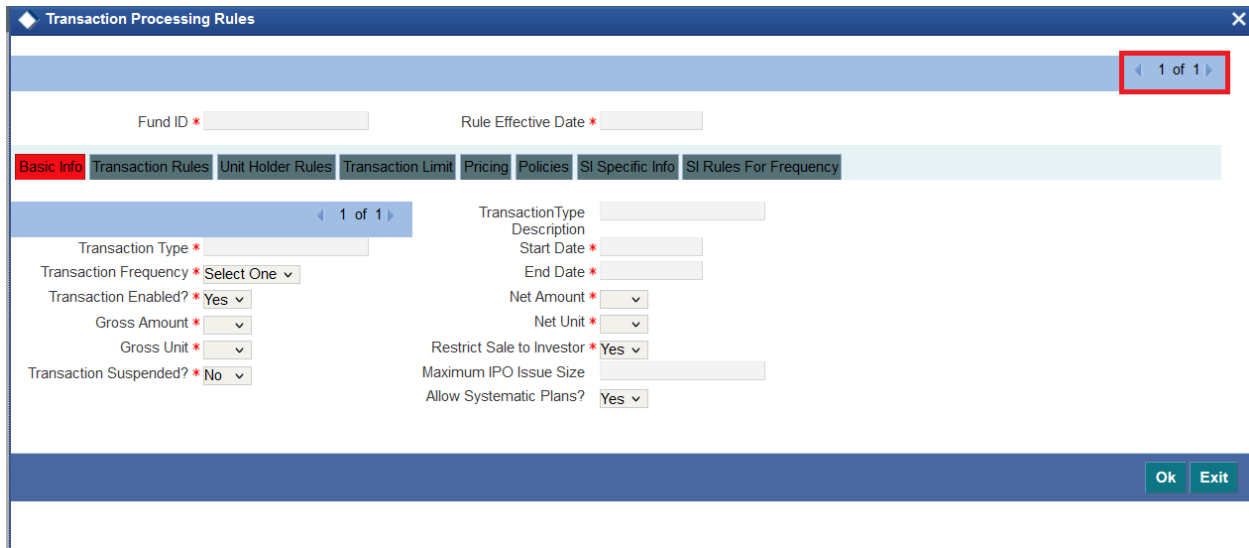 Transaction Processing Rules
1 of 1
Fund ID * Rule Effective Date *
Basic Info Transaction Rules Unit Holder Rules Transaction Limit Pricing Policies SI Specific Info SI Rules For Frequency
1 of 1
TransactionType
Description
Transaction Type * Start Date *
Transaction Frequency * Select One End Date *
Transaction Enabled? * Yes Net Amount *
Gross Amount * Net Unit *
Gross Unit * Restrict Sale to Investor * Yes
Transaction Suspended? * No Maximum IPO Issue Size
Allow Systematic Plans? Yes
Ok Exit